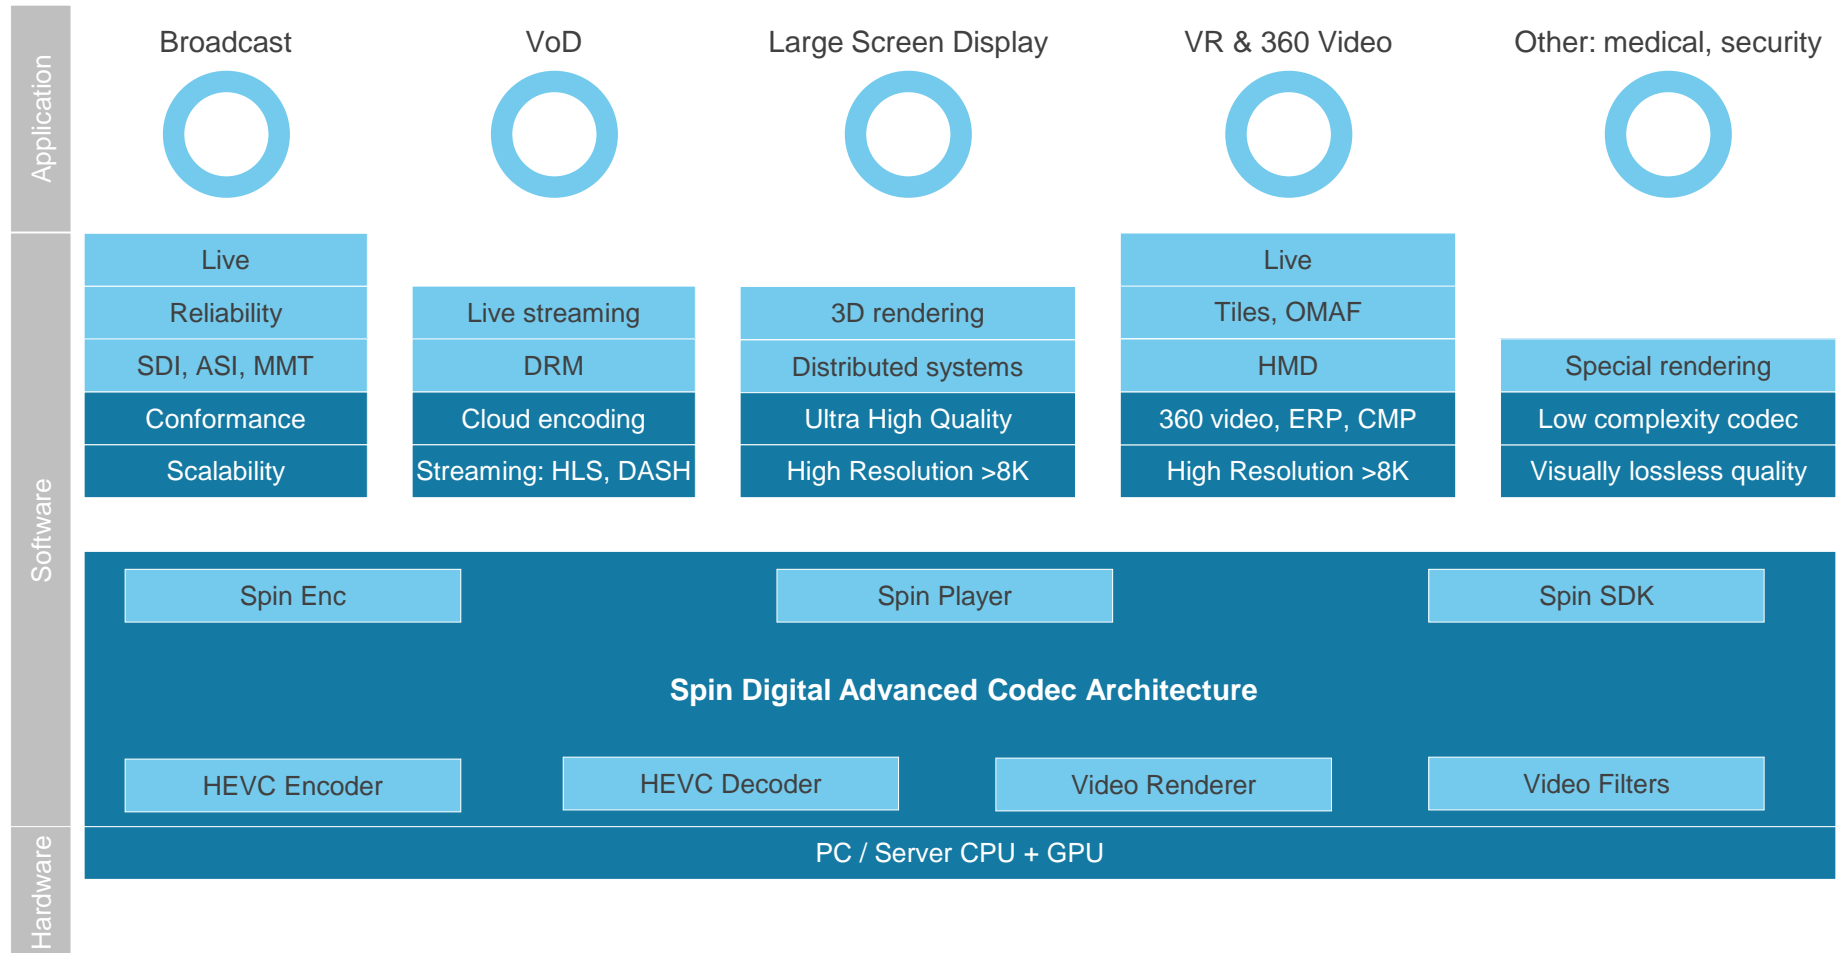 Application
Broadcast
VoD
Large Screen Display
VR & 360 Video
Other: medical, security
Software
Live
Reliability
SDI, ASI, MMT
Conformance
Scalability
Live streaming
DRM
Cloud encoding
Streaming: HLS, DASH
3D rendering
Distributed systems
Ultra High Quality
High Resolution >8K
Live
Tiles, OMAF
HMD
360 video, ERP, CMP
High Resolution >8K
Special rendering
Low complexity codec
Visually lossless quality
Spin Enc
Spin Player
Spin SDK
Spin Digital Advanced Codec Architecture
HEVC Encoder
HEVC Decoder
Video Renderer
Video Filters
Hardware
PC / Server CPU + GPU